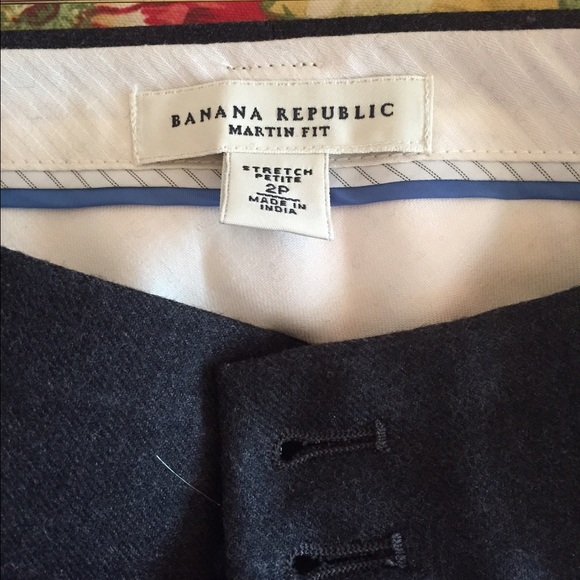 BANANA REPUBLIC
MARTIN FIT
STRETCH
PETITE
2P
MADE IN
INDIA